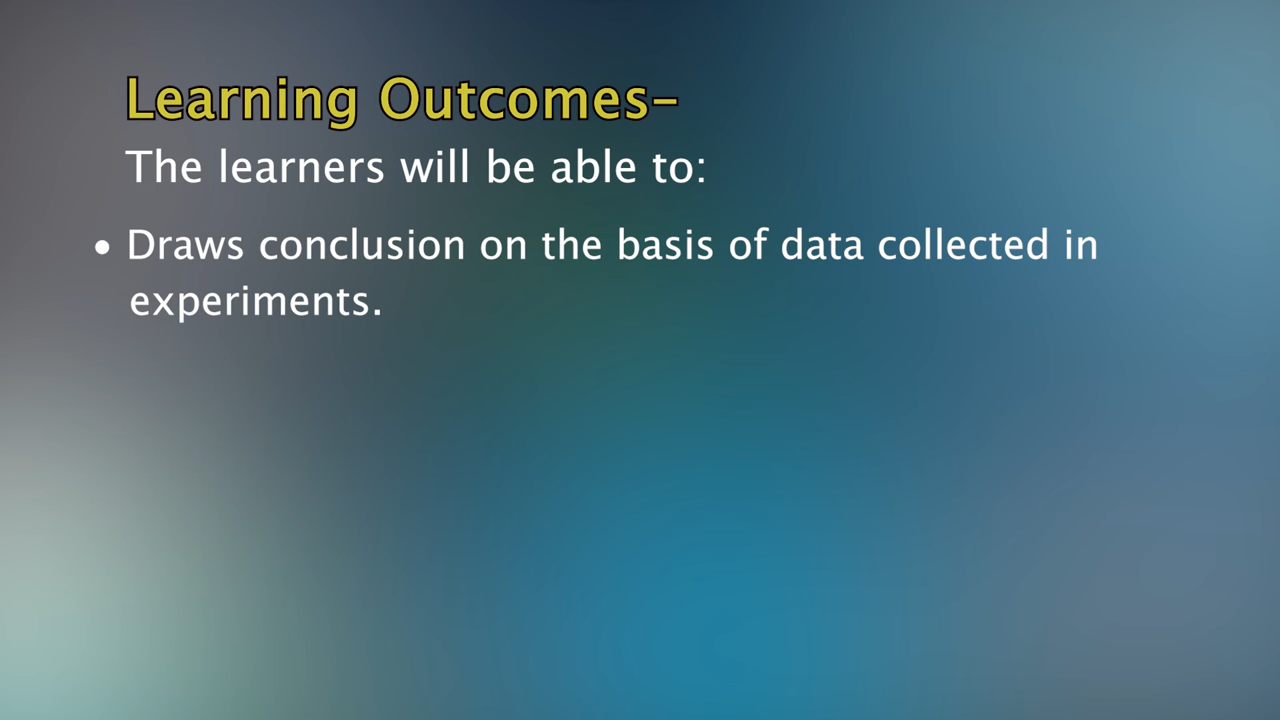 Learning Outcomes-
The learners will be able to:
• Draws conclusion on the basis of data collected in
experiments.